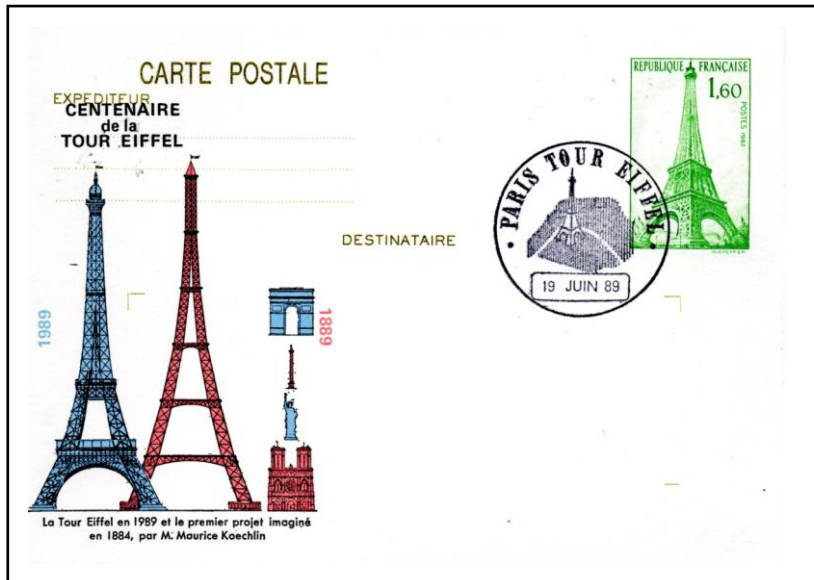 CARTE POSTALE
EXPEDITEUR
CENTENAIRE
de la
TOUR EIFFEL
REPUBLIQUE FRANÇAISE
1,60
POSTES 1982
PARIS TOUR EIFFEL
19 JUIN 89
DESTINATAIRE
1989
1889
La Tour Eiffel en 1989 et le premier projet imaginé
en 1884, par M. Maurice Koechlin